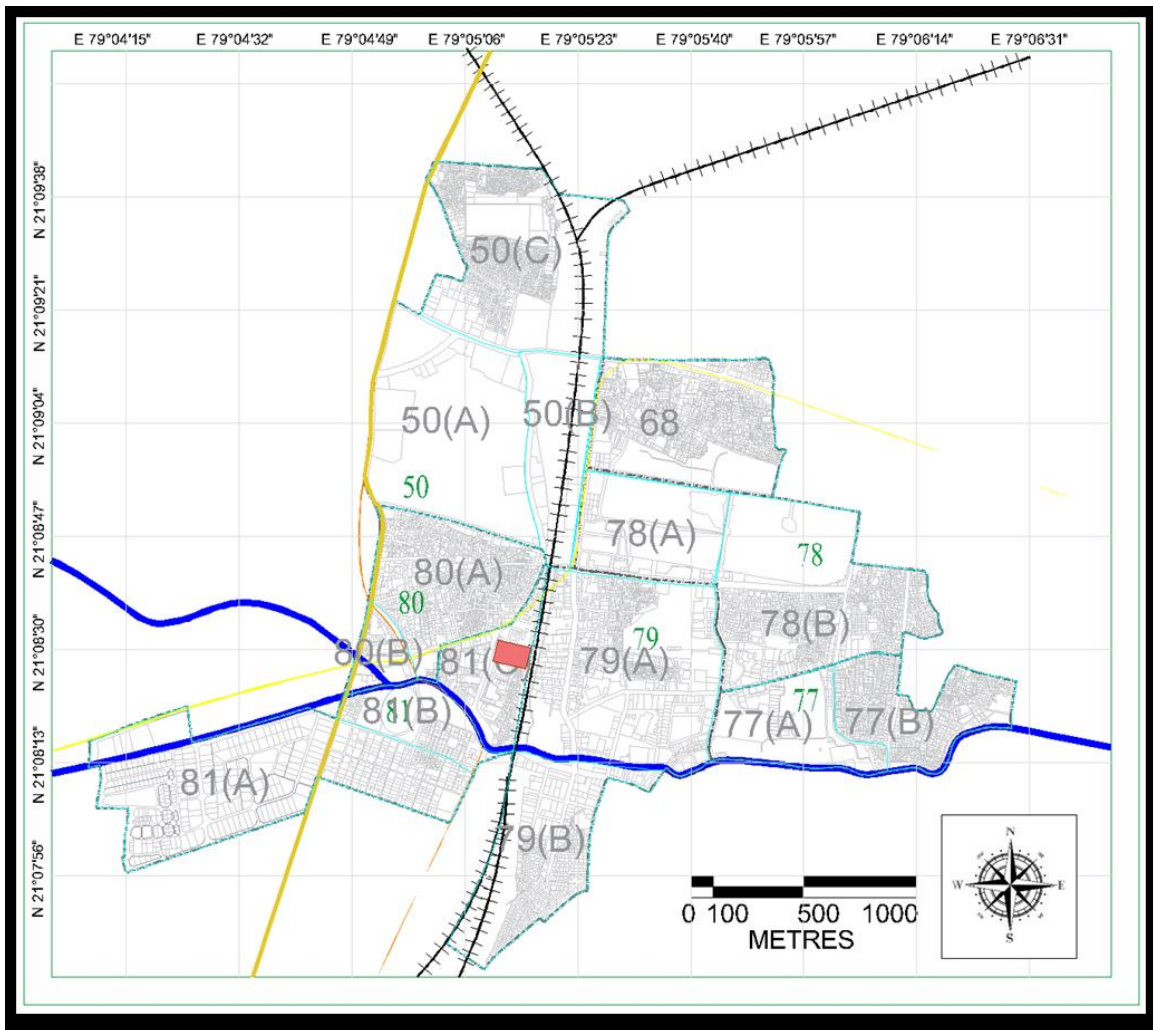 E 79°04'15" E 79°04'32" E 79°04'49" E 79°05'06" E 79°05'23" E 79°05'40" E 79°05'57" E 79°06'14" E 79°06'31"
N 21°09'38"
50(C)
N 21°09'21"
N 21°09'04"
50(A) 50(B) 68
50
N 21°08'47"
78(A) 78
80(A)
80
N 21°08'30"
78(B)
79
80(B) 81(C) 79(A)
77
81(B) 77(A) 77(B)
81
N 21°08'13"
81(A)
79(B)
N 21°07'56"
N
W E
S
0 100 500 1000
METRES